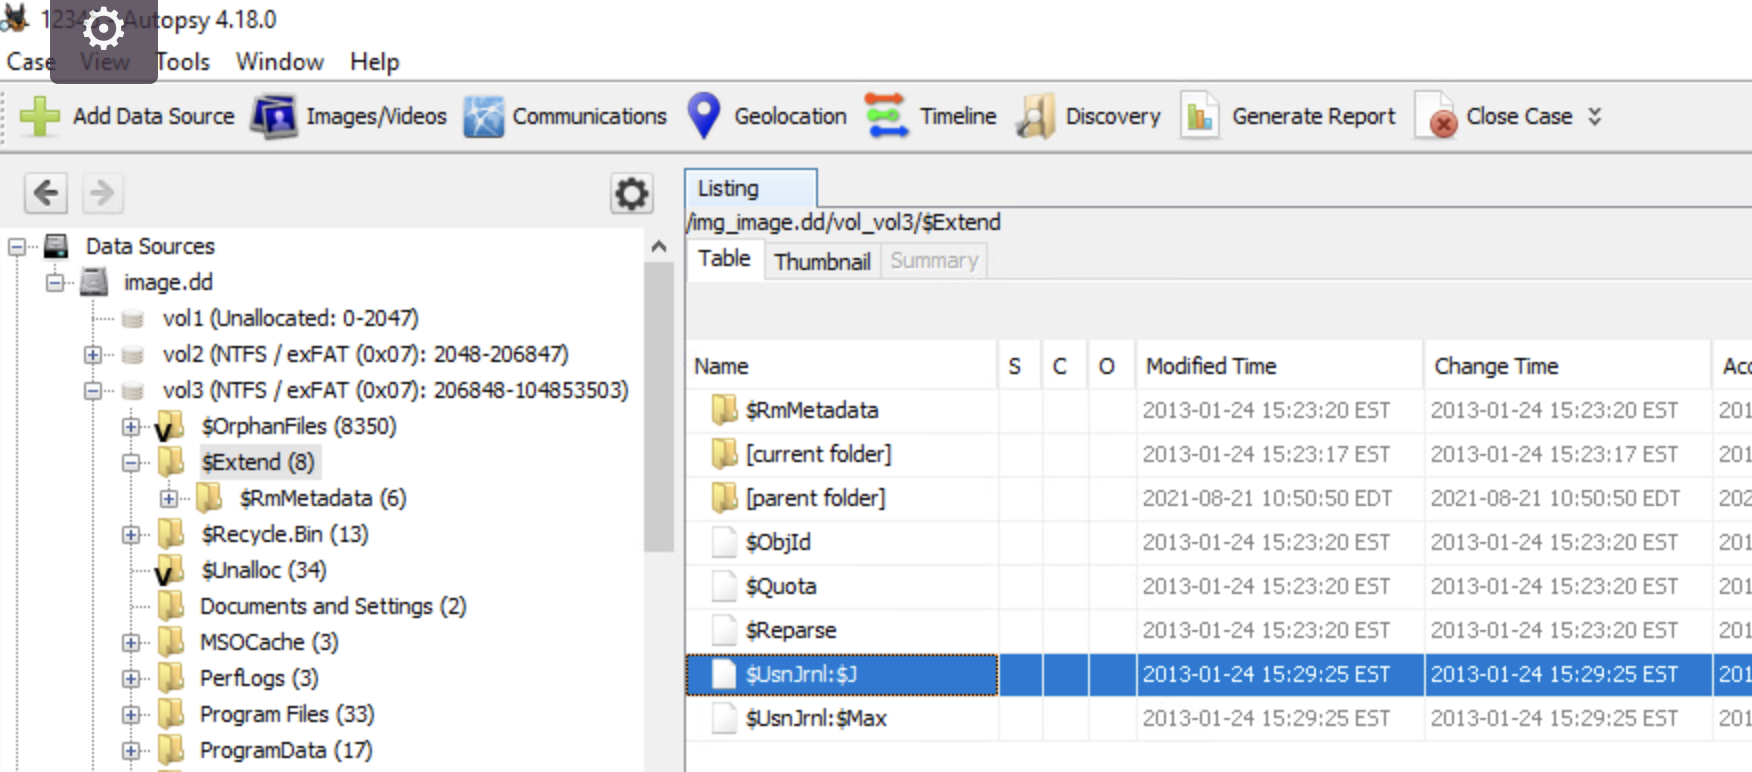 Autopsy 4.18.0
Case View Tools Window Help
Add Data Source Images/Videos Communications Geolocation Timeline Discovery Generate Report Close Case
Listing
/img_image.dd/vol_vol3/$Extend
Table Thumbnail Summary
Data Sources
image.dd
vol1 (Unallocated: 0-2047)
vol2 (NTFS / exFAT (0x07): 2048-206847)
vol3 (NTFS / exFAT (0x07): 206848-104853503)
$OrphanFiles (8350)
$Extend (8)
$RmMetadata (6)
$Recycle.Bin (13)
$Unalloc (34)
Documents and Settings (2)
MSOCache (3)
PerfLogs (3)
Program Files (33)
ProgramData (17)
Name S C O Modified Time Change Time
$RmMetadata 2013-01-24 15:23:20 EST 2013-01-24 15:23:20 EST 201
[current folder] 2013-01-24 15:23:17 EST 2013-01-24 15:23:17 EST 201
[parent folder] 2021-08-21 10:50:50 EDT 2021-08-21 10:50:50 EDT 202
$ObjId 2013-01-24 15:23:20 EST 2013-01-24 15:23:20 EST 201
$Quota 2013-01-24 15:23:20 EST 2013-01-24 15:23:20 EST 201
$Reparse 2013-01-24 15:23:20 EST 2013-01-24 15:23:20 EST 201
$UsnJrnl:$J 2013-01-24 15:29:25 EST 2013-01-24 15:29:25 EST 201
$UsnJrnl:$Max 2013-01-24 15:29:25 EST 2013-01-24 15:29:25 EST 201